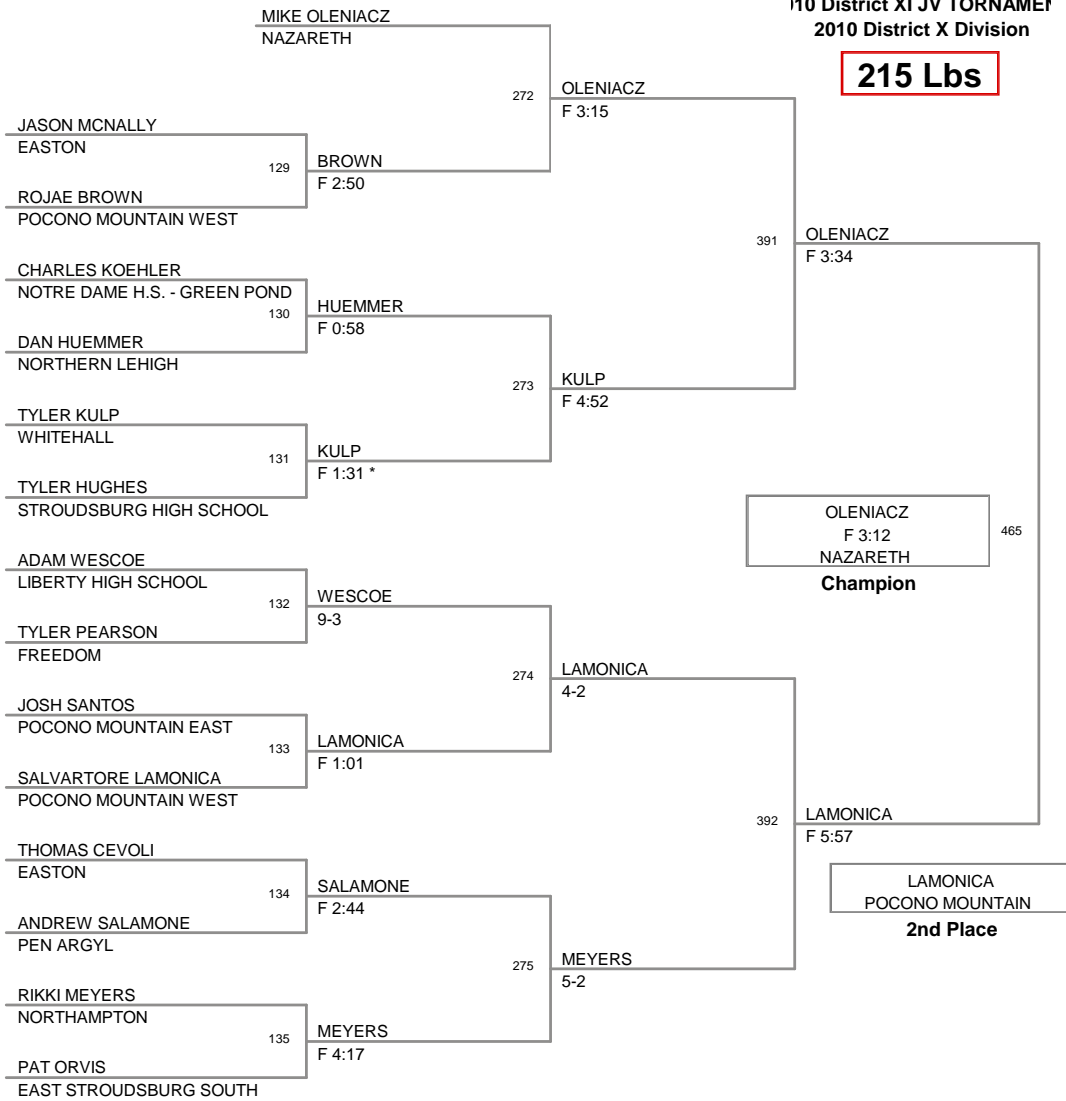 10 District XI JV TORNAMEN
2010 District X Division
215 Lbs
MIKE OLENIACZ
NAZARETH
272
OLENIACZ
F 3:15
JASON MCNALLY
EASTON
129
BROWN
F 2:50
ROJAE BROWN
POCONO MOUNTAIN WEST
391
OLENIACZ
F 3:34
CHARLES KOEHLER
NOTRE DAME H.S. - GREEN POND
130
HUEMMER
F 0:58
DAN HUEMMER
NORTHERN LEHIGH
273
KULP
F 4:52
TYLER KULP
WHITEHALL
131
KULP
F 1:31 *
TYLER HUGHES
STROUDSBURG HIGH SCHOOL
OLENIACZ
F 3:12
NAZARETH
Champion
465
ADAM WESCOE
LIBERTY HIGH SCHOOL
132
WESCOE
9-3
TYLER PEARSON
FREEDOM
274
LAMONICA
4-2
JOSH SANTOS
POCONO MOUNTAIN EAST
133
LAMONICA
F 1:01
SALVARTORE LAMONICA
POCONO MOUNTAIN WEST
392
LAMONICA
F 5:57
THOMAS CEVOLI
EASTON
134
SALAMONE
F 2:44
ANDREW SALAMONE
PEN ARGYL
LAMONICA
POCONO MOUNTAIN
2nd Place
275
MEYERS
5-2
RIKKI MEYERS
NORTHAMPTON
135
MEYERS
F 4:17
PAT ORVIS
EAST STROUDSBURG SOUTH